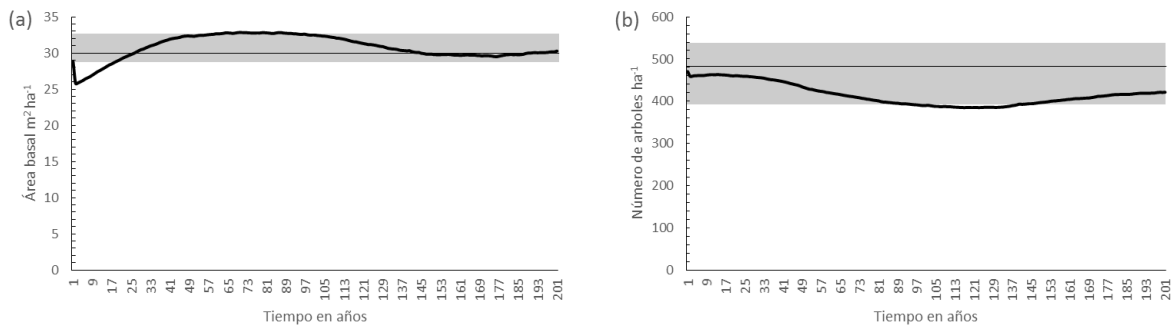 (a)
Área basal m² ha⁻¹
35
30
25
20
15
10
5
0
1 9 17 25 33 41 49 57 65 73 81 89 97 105 113 121 129 137 145 153 161 169 177 185 193 201
Tiempo en años
(b)
Número de arboles ha⁻¹
600
500
400
300
200
100
0
1 9 17 25 33 41 49 57 65 73 81 89 97 105 113 121 129 137 145 153 161 169 177 185 193 201
Tiempo en años